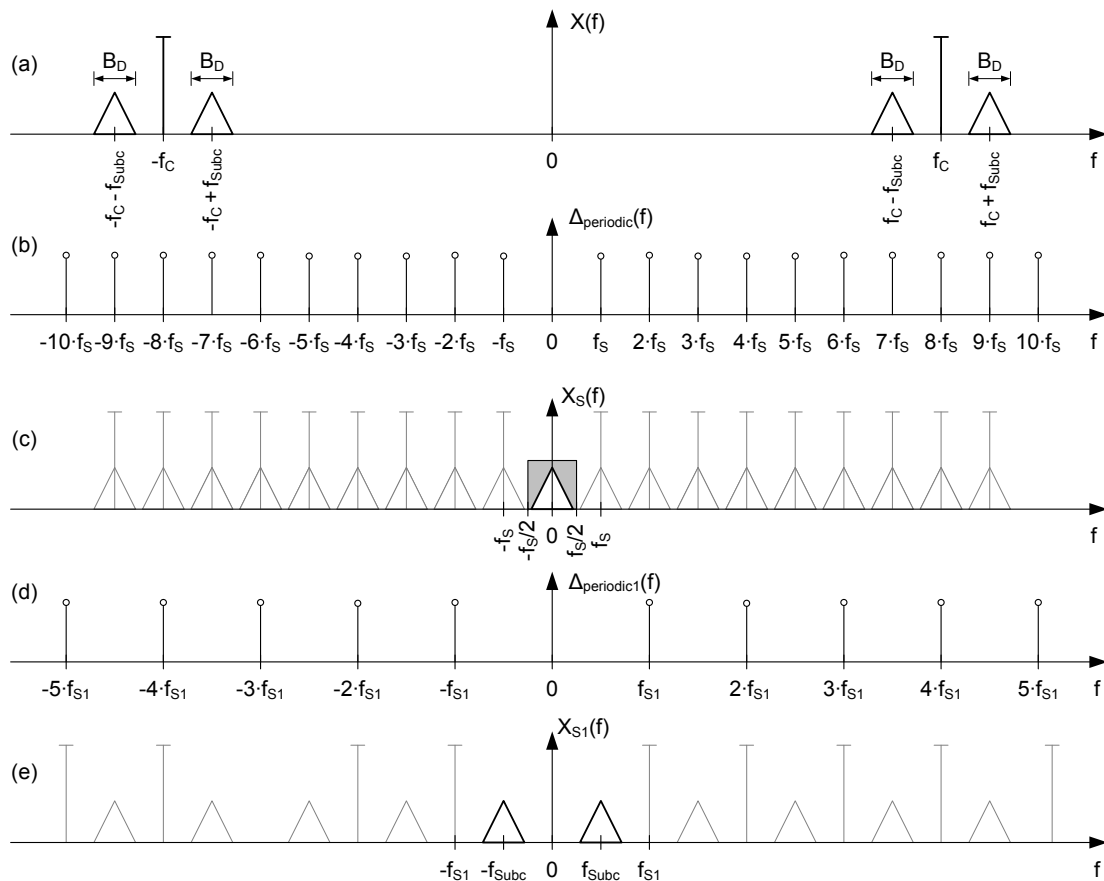 X(f)
(a)
B_D B_D B_D B_D
-f_C 0 f_C f
-f_C - f_Subc -f_C + f_Subc f_C - f_Subc f_C + f_Subc
Δ_periodic(f)
(b)
-10·f_S -9·f_S -8·f_S -7·f_S -6·f_S -5·f_S -4·f_S -3·f_S -2·f_S -f_S 0 f_S 2·f_S 3·f_S 4·f_S 5·f_S 6·f_S 7·f_S 8·f_S 9·f_S 10·f_S f
X_S(f)
(c)
-f_S -f_S/2 0 f_S/2 f_S f
Δ_periodic1(f)
(d)
-5·f_S1 -4·f_S1 -3·f_S1 -2·f_S1 -f_S1 0 f_S1 2·f_S1 3·f_S1 4·f_S1 5·f_S1 f
X_S1(f)
(e)
-f_S1 -f_Subc 0 f_Subc f_S1 f